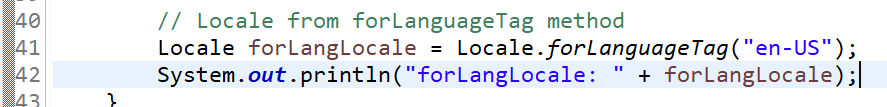 40 // Locale from forLanguageTag method
41 Locale forLangLocale = Locale.forLanguageTag("en-US");
42 System.out.println("forLangLocale: " + forLangLocale);
43 }